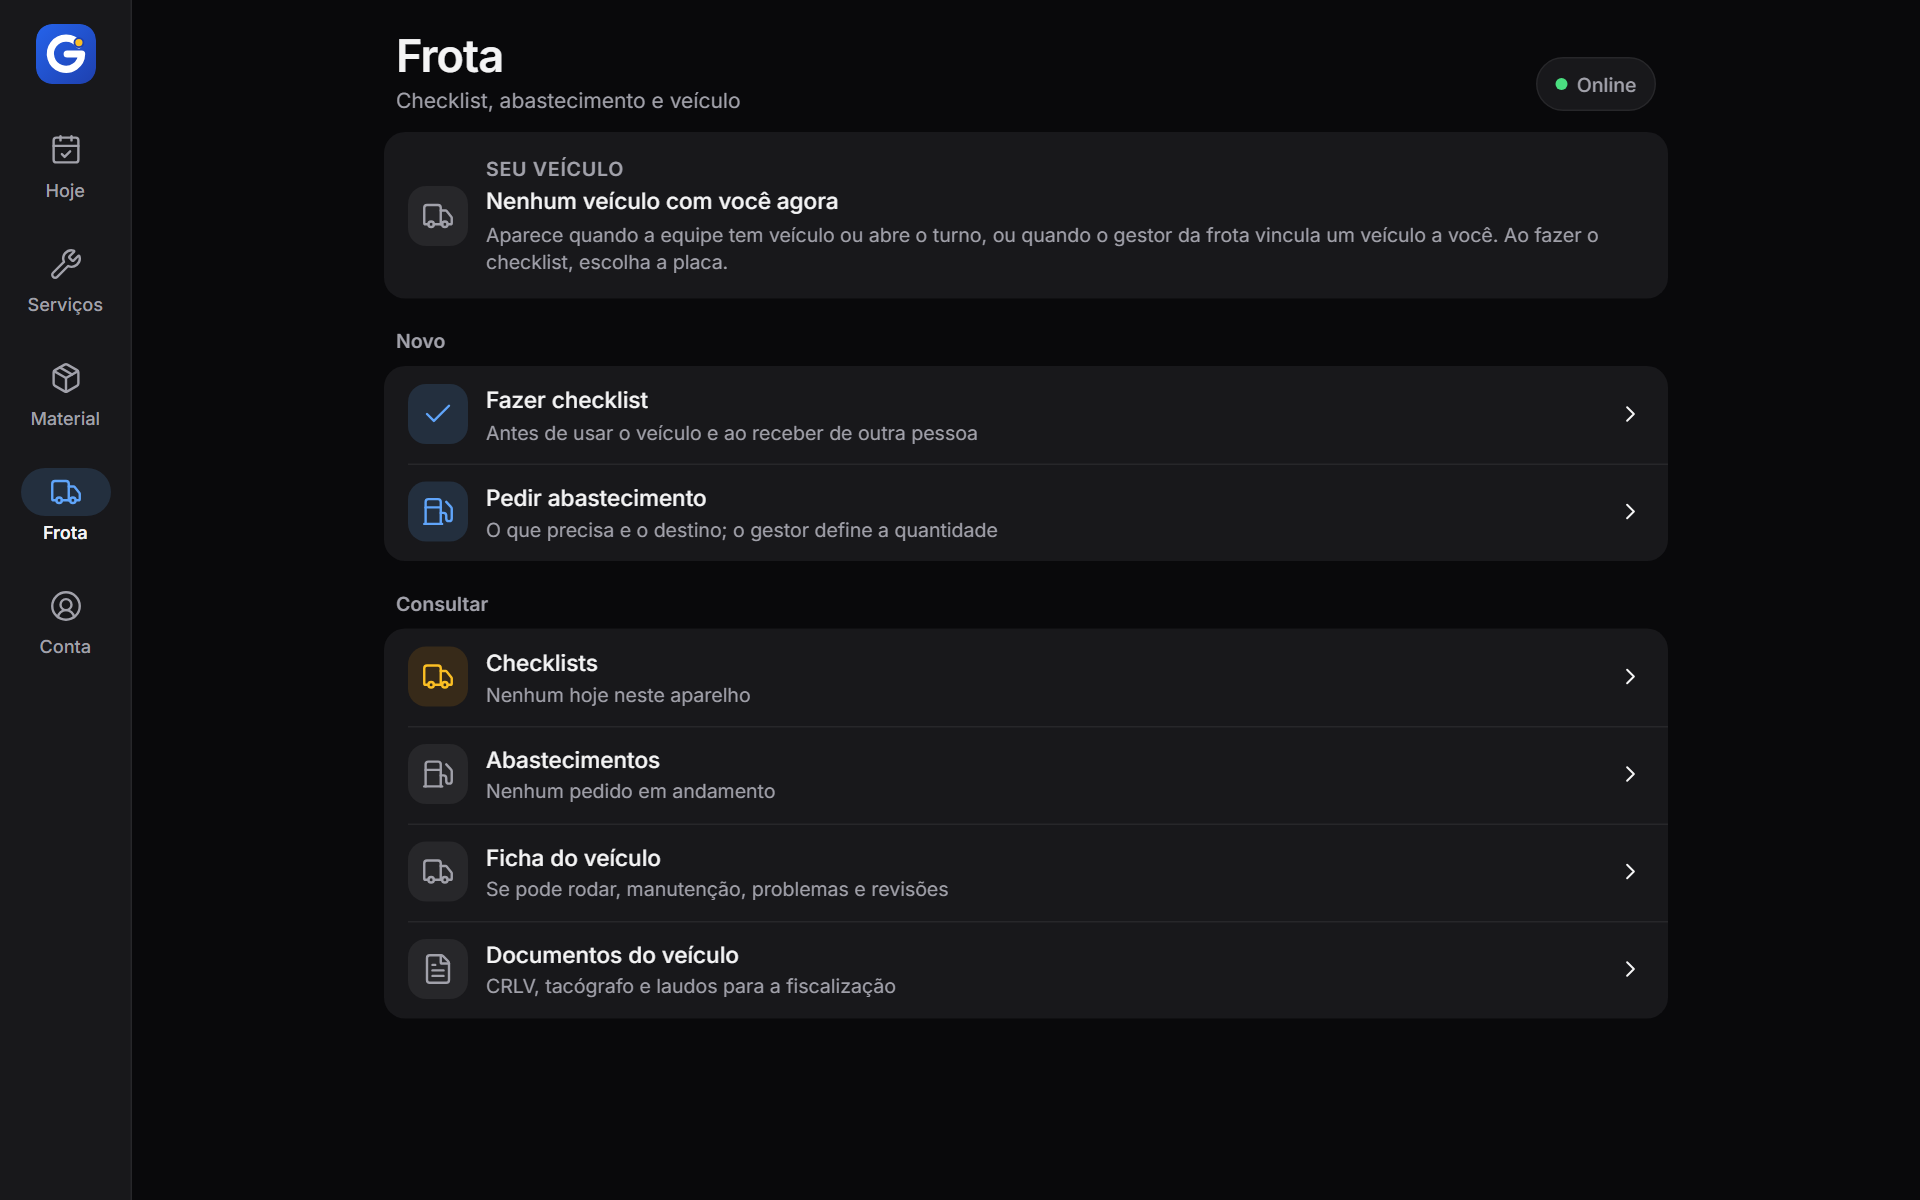 Frota
Checklist, abastecimento e veículo
Online
Hoje
Serviços
Material
Frota
Conta
SEU VEÍCULO
Nenhum veículo com você agora
Aparece quando a equipe tem veículo ou abre o turno, ou quando o gestor da frota vincula um veículo a você. Ao fazer o
checklist, escolha a placa.
Novo
Fazer checklist
Antes de usar o veículo e ao receber de outra pessoa
Pedir abastecimento
O que precisa e o destino; o gestor define a quantidade
Consultar
Checklists
Nenhum hoje neste aparelho
Abastecimentos
Nenhum pedido em andamento
Ficha do veículo
Se pode rodar, manutenção, problemas e revisões
Documentos do veículo
CRLV, tacógrafo e laudos para a fiscalização